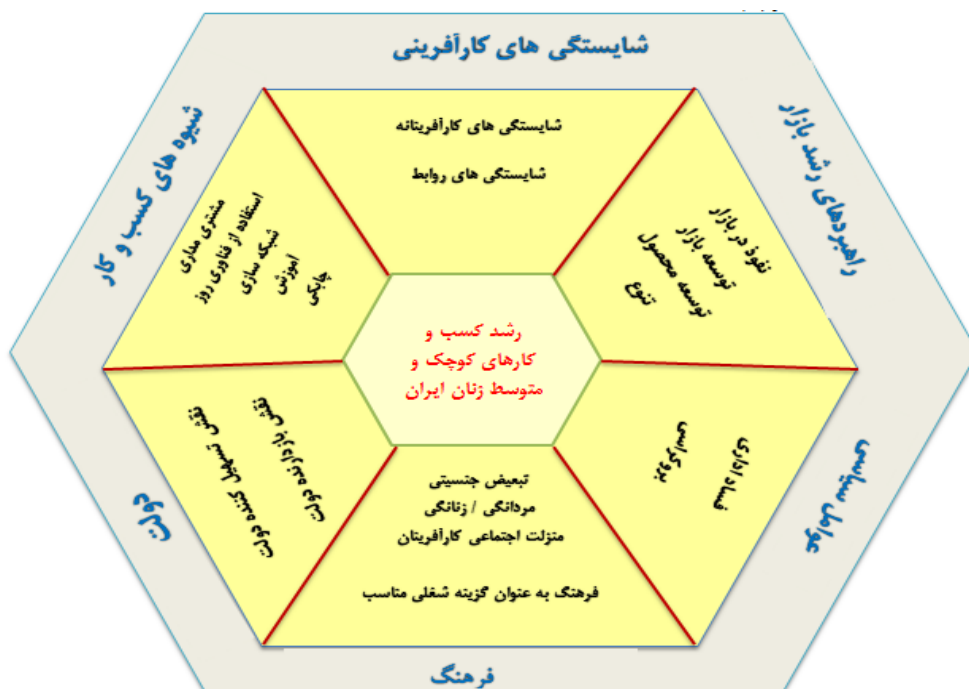 شایستگی های کارآفرینی
شایستگی های کارآفرینانه
شایستگی های روابط
راهبردهای رشد بازار
نفوذ در بازار
توسعه بازار
توسعه محصول
تنوع
عوامل سیاسی
فساد اداری
بروکراسی
فرهنگ
تبعیض جنسیتی
مردانگی / زنانگی
منزلت اجتماعی کارآفرینان
فرهنگ به عنوان گزینه شغلی مناسب
دولت
نقش تسهیل کننده دولت
نقش بازدارنده دولت
شیوه های کسب و کار
مشتری مداری
استفاده از فناوری روز
شبکه سازی
آموزش
چابکی
رشد کسب و
کارهای کوچک و
متوسط زنان ایران